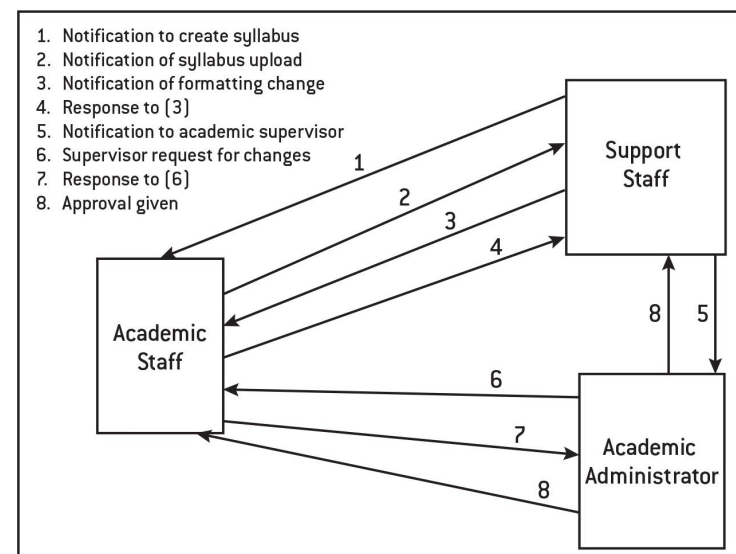 1. Notification to create syllabus
2. Notification of syllabus upload
3. Notification of formatting change
4. Response to (3)
5. Notification to academic supervisor
6. Supervisor request for changes
7. Response to (6)
8. Approval given
1
2
3
4
Support
Staff
Academic
Staff
8
5
6
7
8
Academic
Administrator